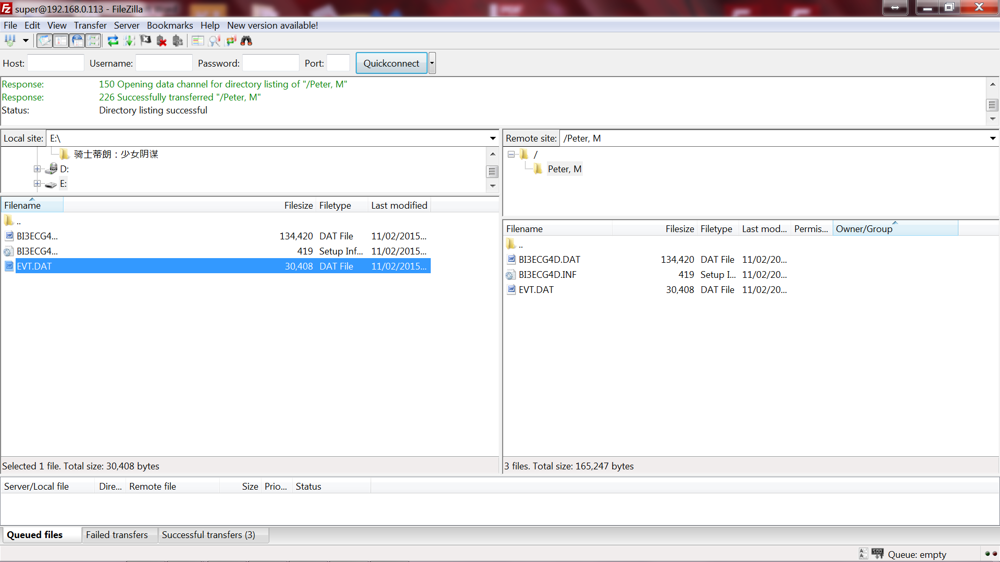 super@192.168.0.113 - FileZilla
File Edit View Transfer Server Bookmarks Help New version available!
Host: Username: Password: Port: Quickconnect
Response: 150 Opening data channel for directory listing of "/Peter, M"
Response: 226 Successfully transferred "/Peter, M"
Status: Directory listing successful
Local site: E:\
骑士蒂朗：少女阴谋
D:
E:
Filename Filesize Filetype Last modified
..
BI3ECG4... 134,420 DAT File 11/02/2015...
BI3ECG4... 419 Setup Inf... 11/02/2015...
EVT.DAT 30,408 DAT File 11/02/2015...
Selected 1 file. Total size: 30,408 bytes
Remote site: /Peter, M
/
Peter, M
Filename Filesize Filetype Last mod... Permis... Owner/Group
..
BI3ECG4D.DAT 134,420 DAT File 11/02/20...
BI3ECG4D.INF 419 Setup I... 11/02/20...
EVT.DAT 30,408 DAT File 11/02/20...
3 files. Total size: 165,247 bytes
Server/Local file Dire... Remote file Size Prio... Status
Queued files Failed transfers Successful transfers (3)
Queue: empty